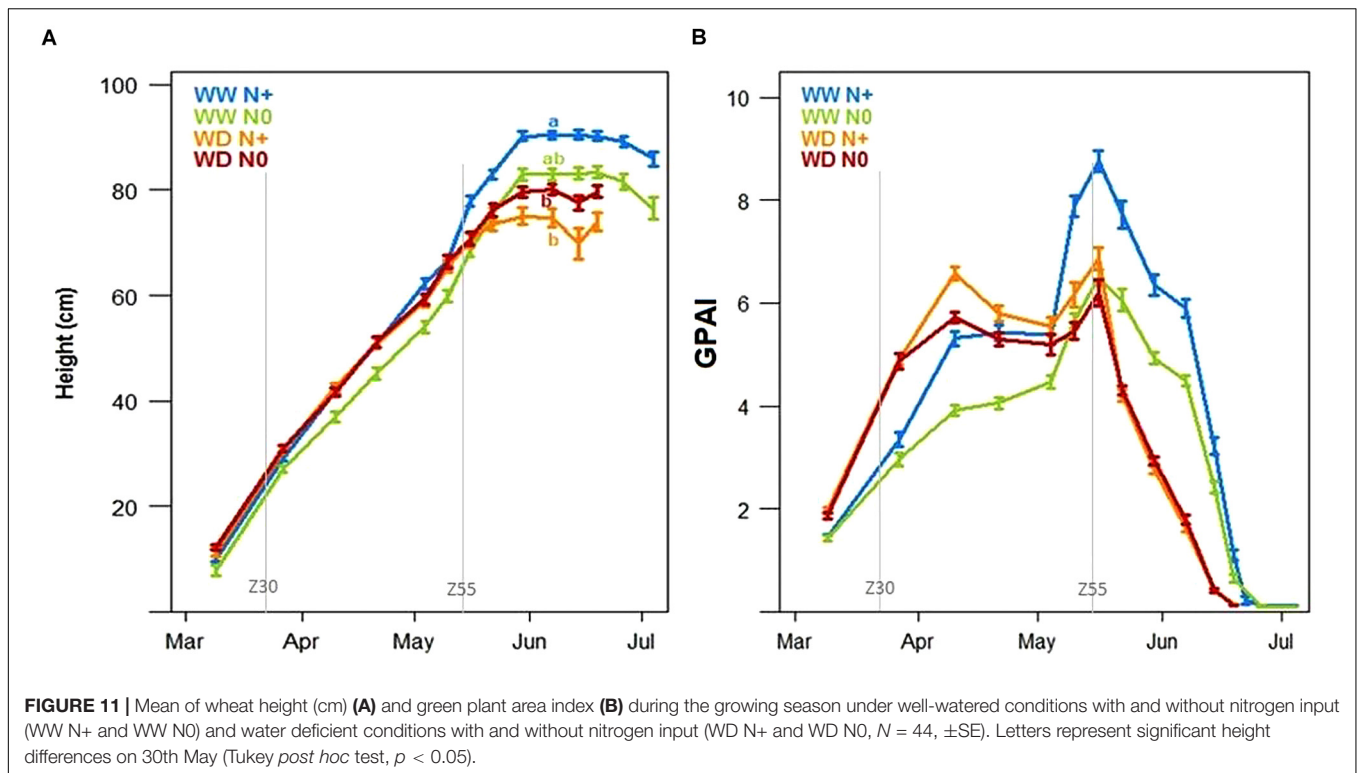 A
Height (cm)
100
80
60
40
20
WW N+
WW N0
WD N+
WD N0
a
ab
b
b
Z30
Z55
Mar
Apr
May
Jun
Jul
B
GPAI
10
8
6
4
2
WW N+
WW N0
WD N+
WD N0
Z30
Z55
Mar
Apr
May
Jun
Jul
FIGURE 11 | Mean of wheat height (cm) (A) and green plant area index (B) during the growing season under well-watered conditions with and without nitrogen input
(WW N+ and WW N0) and water deficient conditions with and without nitrogen input (WD N+ and WD N0, N = 44, ±SE). Letters represent significant height
differences on 30th May (Tukey post hoc test, p < 0.05).